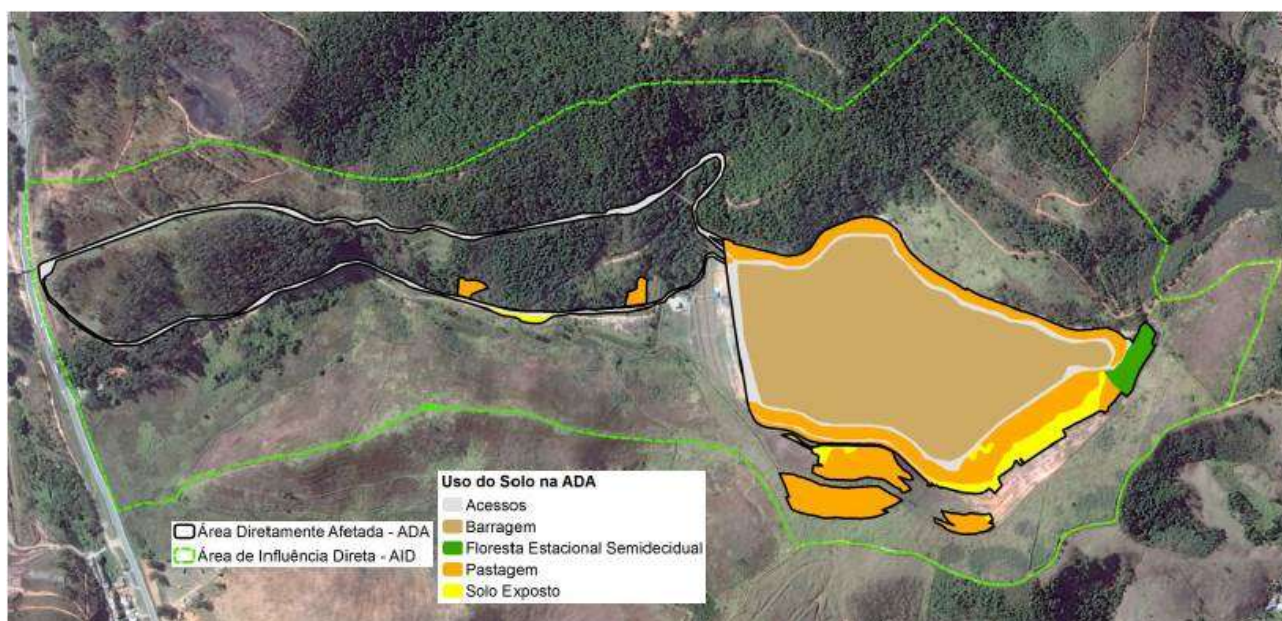 Área Diretamente Afetada - ADA
Área de Influência Direta - AID
Uso do Solo na ADA
Acessos
Barragem
Floresta Estacional Semidecidual
Pastagem
Solo Exposto